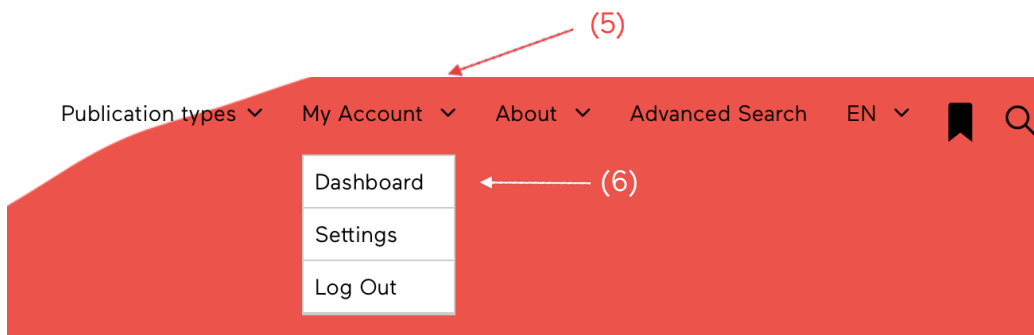 (5)
Publication types My Account About Advanced Search EN
Dashboard (6)
Settings
Log Out